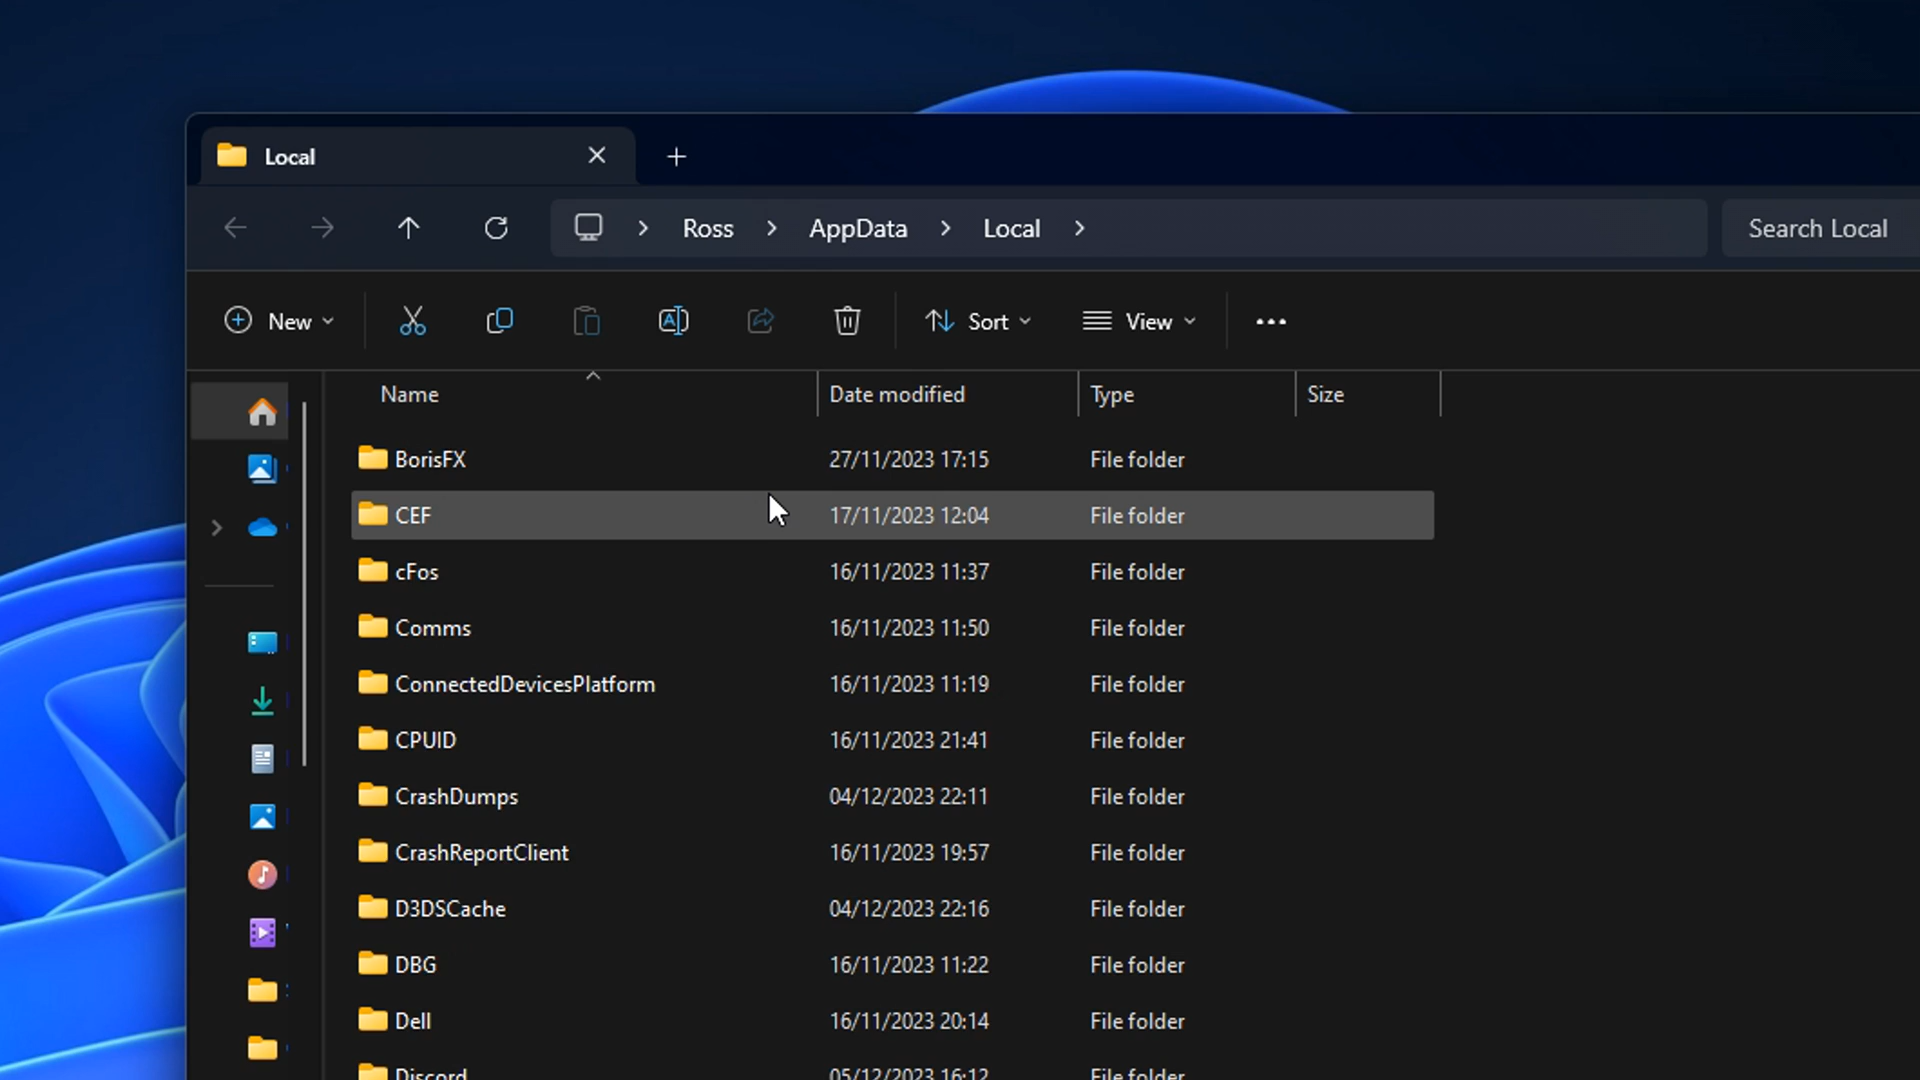 Local
Ross AppData Local
Search Local
New
Sort
View
Name Date modified Type Size
BorisFX 27/11/2023 17:15 File folder
CEF 17/11/2023 12:04 File folder
cFos 16/11/2023 11:37 File folder
Comms 16/11/2023 11:50 File folder
ConnectedDevicesPlatform 16/11/2023 11:19 File folder
CPUID 16/11/2023 21:41 File folder
CrashDumps 04/12/2023 22:11 File folder
CrashReportClient 16/11/2023 19:57 File folder
D3DSCache 04/12/2023 22:16 File folder
DBG 16/11/2023 11:22 File folder
Dell 16/11/2023 20:14 File folder
Discord 05/12/2023 16:12 File folder